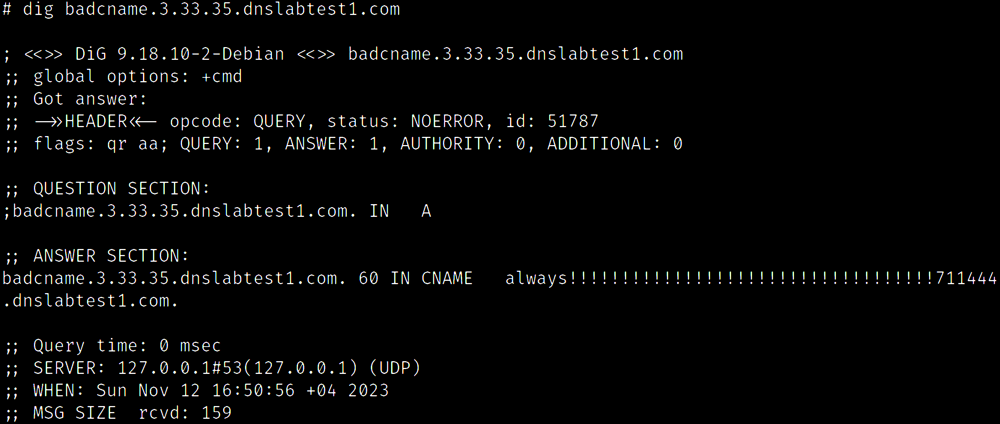 # dig badcname.3.33.35.dnslabtest1.com
; <<>> DiG 9.18.10-2-Debian <<>> badcname.3.33.35.dnslabtest1.com
;; global options: +cmd
;; Got answer:
;; ->>HEADER<<- opcode: QUERY, status: NOERROR, id: 51787
;; flags: qr aa; QUERY: 1, ANSWER: 1, AUTHORITY: 0, ADDITIONAL: 0
;; QUESTION SECTION:
;badcname.3.33.35.dnslabtest1.com. IN   A
;; ANSWER SECTION:
badcname.3.33.35.dnslabtest1.com. 60 IN CNAME   always!!!!!!!!!!!!!!!!!!!!!!!!!!!!!!!!!!!711444
.dnslabtest1.com.
;; Query time: 0 msec
;; SERVER: 127.0.0.1#53(127.0.0.1) (UDP)
;; WHEN: Sun Nov 12 16:50:56 +04 2023
;; MSG SIZE  rcvd: 159